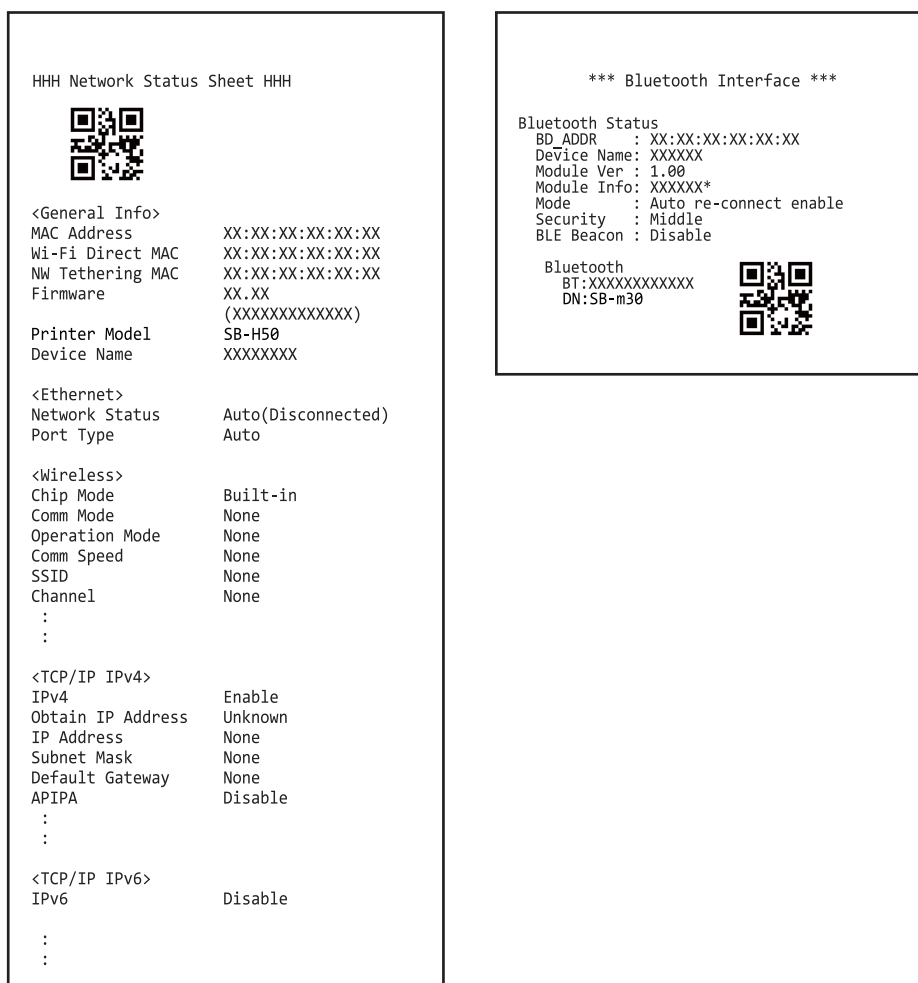 HHH Network Status Sheet HHH
<General Info>
MAC Address XX:XX:XX:XX:XX:XX
Wi-Fi Direct MAC XX:XX:XX:XX:XX:XX
NW Tethering MAC XX:XX:XX:XX:XX:XX
Firmware XX.XX
(XXXXXXXXXXXXX)
Printer Model SB-H50
Device Name XXXXXXXX
<Ethernet>
Network Status Auto(Disconnected)
Port Type Auto
<Wireless>
Chip Mode Built-in
Comm Mode None
Operation Mode None
Comm Speed None
SSID None
Channel None
:
:
<TCP/IP IPv4>
IPv4 Enable
Obtain IP Address Unknown
IP Address None
Subnet Mask None
Default Gateway None
APIPA Disable
:
:
<TCP/IP IPv6>
IPv6 Disable
:
:
*** Bluetooth Interface ***
Bluetooth Status
BD_ADDR : XX:XX:XX:XX:XX:XX
Device Name: XXXXXX
Module Ver : 1.00
Module Info: XXXXXX*
Mode : Auto re-connect enable
Security : Middle
BLE Beacon : Disable
Bluetooth
BT:XXXXXXXXXXXX
DN:SB-m30